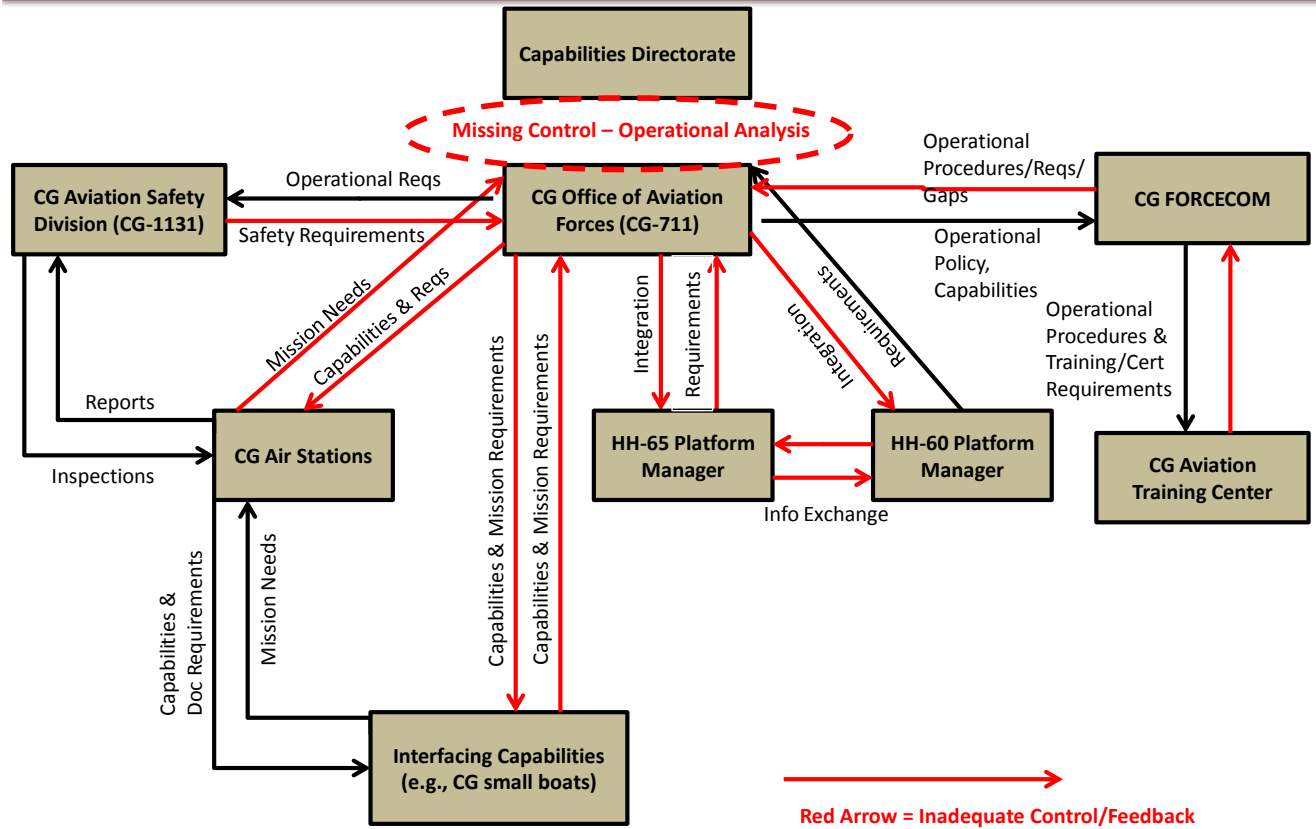 Capabilities Directorate
Missing Control – Operational Analysis
CG Aviation Safety
Division (CG-1131)
Operational Reqs
Safety Requirements
CG Office of Aviation
Forces (CG-711)
Operational
Procedures/Reqs/
Gaps
CG FORCECOM
Operational
Policy,
Capabilities
Mission Needs
Capabilities & Reqs
Integration
Requirements
Integration
Requirements
Operational
Procedures &
Training/Cert
Requirements
Reports
Inspections
CG Air Stations
Capabilities & Mission Requirements
Capabilities & Mission Requirements
HH-65 Platform
Manager
HH-60 Platform
Manager
Info Exchange
CG Aviation
Training Center
Capabilities &
Doc Requirements
Mission Needs
Interfacing Capabilities
(e.g., CG small boats)
Red Arrow = Inadequate Control/Feedback